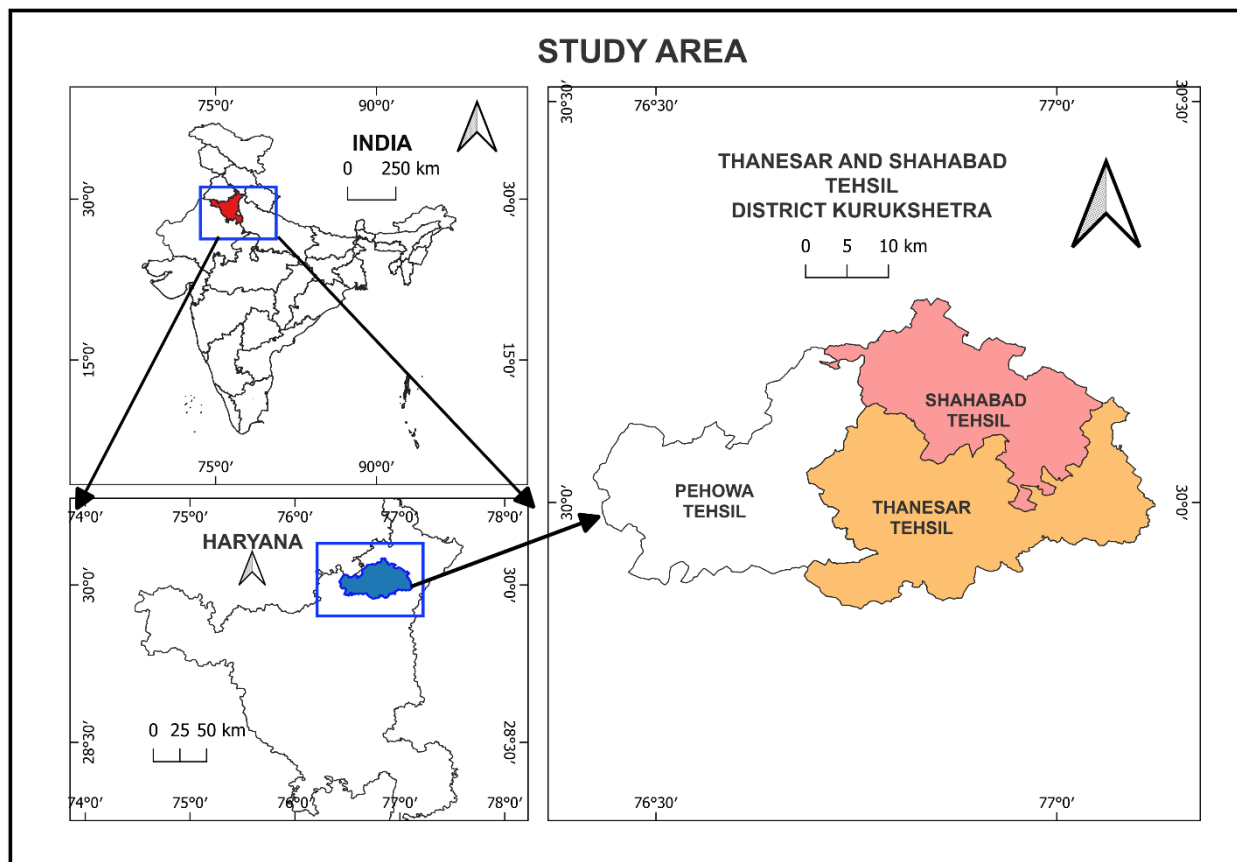 STUDY AREA
75°0′ 90°0′
INDIA
0 250 km
30°0′ 30°0′
15°0′ 15°0′
75°0′ 90°0′
74°0′ 75°0′ 76°0′ 77°0′ 78°0′
HARYANA
30°0′ 30°0′
0 25 50 km
28°30′ 28°30′
74°0′ 75°0′ 76°0′ 77°0′ 78°0′
76°30′ 77°0′
30°30′ 30°30′
THANESAR AND SHAHABAD
TEHSIL
DISTRICT KURUKSHETRA
0 5 10 km
SHAHABAD
TEHSIL
PEHOWA
TEHSIL
THANESAR
TEHSIL
30°0′ 30°0′
76°30′ 77°0′